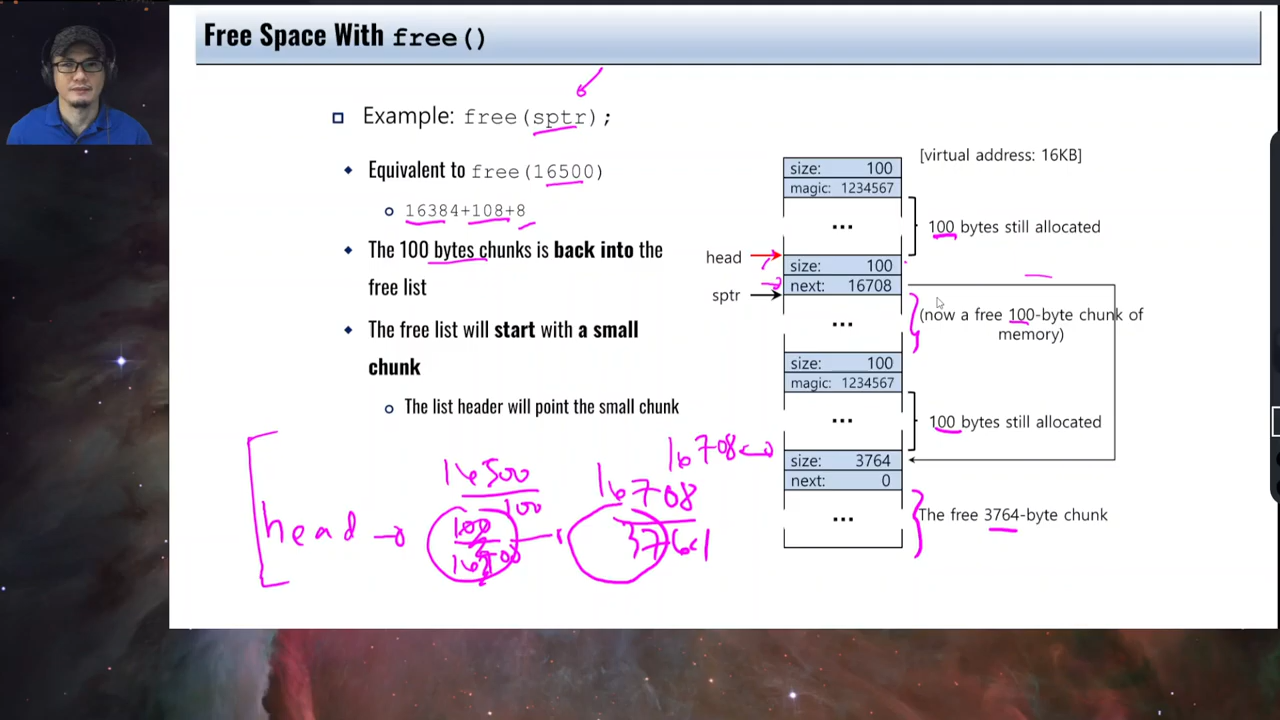 Free Space With free()
Example: free(sptr);
Equivalent to free(16500)
16384+108+8
The 100 bytes chunks is back into the
free list
The free list will start with a small
chunk
The list header will point the small chunk
[virtual address: 16KB]
size: 100
magic: 1234567
...
100 bytes still allocated
head
size: 100
next: 16708
sptr
...
(now a free 100-byte chunk of
memory)
size: 100
magic: 1234567
...
100 bytes still allocated
size: 3764
next: 0
...
The free 3764-byte chunk
16708
head
16500
100
100
16708